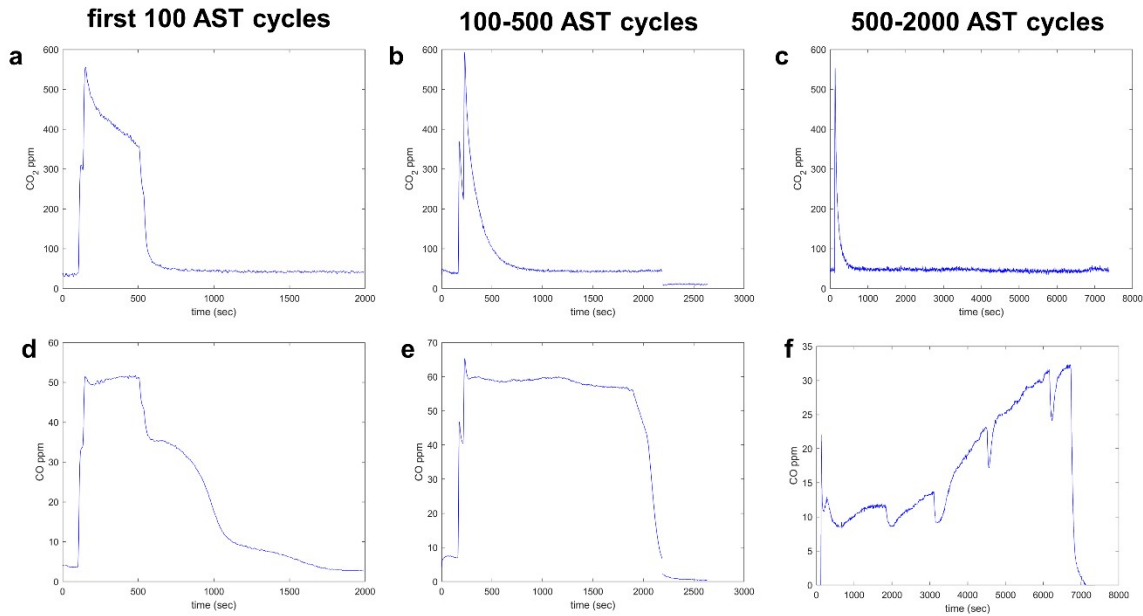 first 100 AST cycles
100-500 AST cycles
500-2000 AST cycles
a
b
c
600
500
400
300
200
100
0
CO2 ppm
0 500 1000 1500 2000
time (sec)
600
500
400
300
200
100
0
CO2 ppm
0 500 1000 1500 2000 2500 3000
time (sec)
600
500
400
300
200
100
0
CO2 ppm
0 1000 2000 3000 4000 5000 6000 7000 8000
time (sec)
d
e
f
60
50
40
30
20
10
0
CO ppm
0 500 1000 1500 2000
time (sec)
70
60
50
40
30
20
10
0
CO ppm
0 500 1000 1500 2000 2500 3000
time (sec)
35
30
25
20
15
10
5
0
CO ppm
0 1000 2000 3000 4000 5000 6000 7000 8000
time (sec)